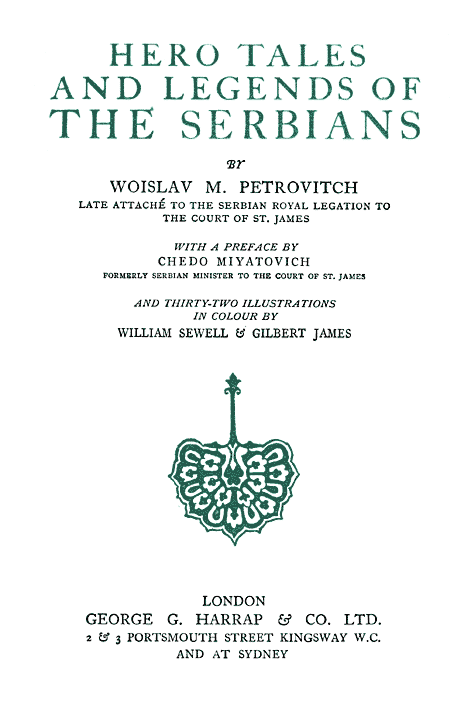 HERO TALES
AND LEGENDS OF
THE SERBIANS
BY
WOISLAV M. PETROVITCH
LATE ATTACHÉ TO THE SERBIAN ROYAL LEGATION TO
THE COURT OF ST. JAMES
WITH A PREFACE BY
CHEDO MIYATOVICH
FORMERLY SERBIAN MINISTER TO THE COURT OF ST. JAMES
AND THIRTY-TWO ILLUSTRATIONS
IN COLOUR BY
WILLIAM SEWELL & GILBERT JAMES
LONDON
GEORGE G. HARRAP & CO. LTD.
2 & 3 PORTSMOUTH STREET KINGSWAY W.C.
AND AT SYDNEY